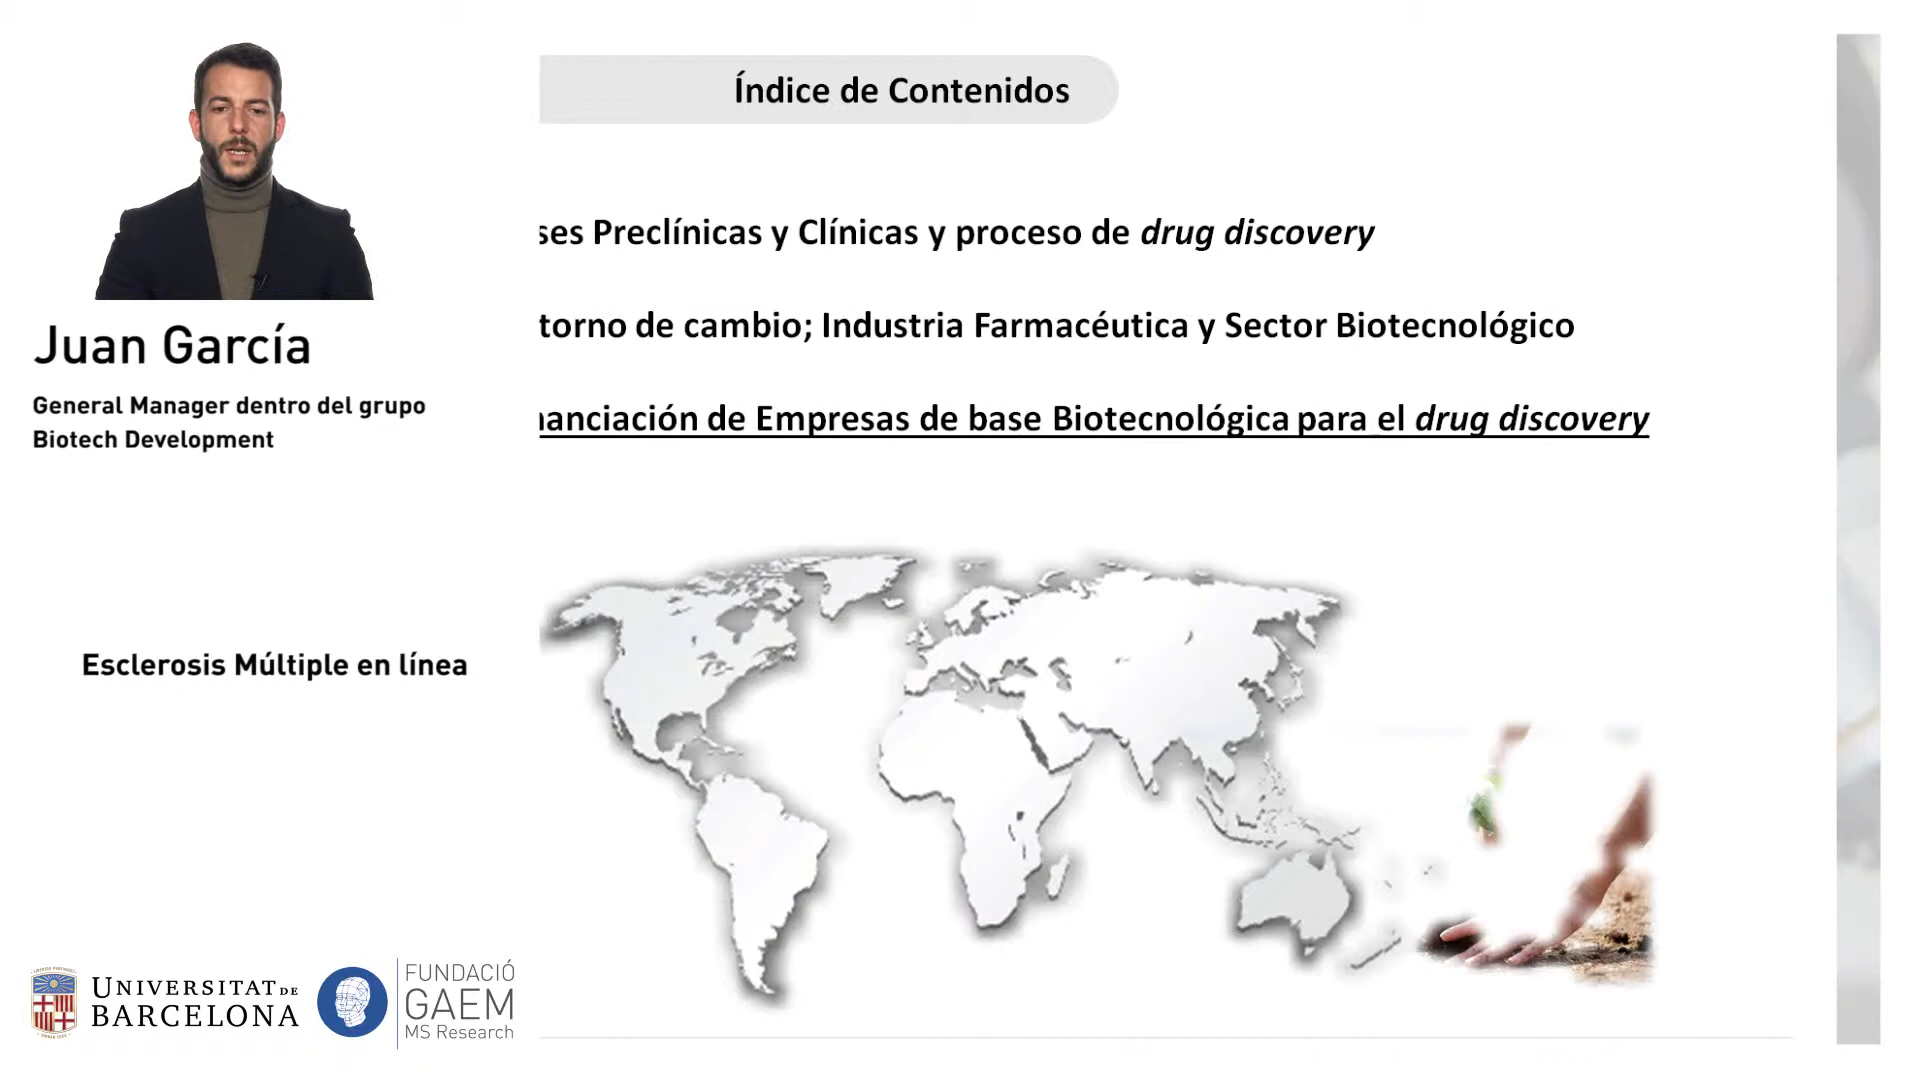 Índice de Contenidos
ses Preclínicas y Clínicas y proceso de drug discovery
torno de cambio; Industria Farmacéutica y Sector Biotecnológico
nanciación de Empresas de base Biotecnológica para el drug discovery
Juan García
General Manager dentro del grupo
Biotech Development
Esclerosis Múltiple en línea
UNIVERSITAT DE
BARCELONA
FUNDACIÓ
GAEM
MS Research